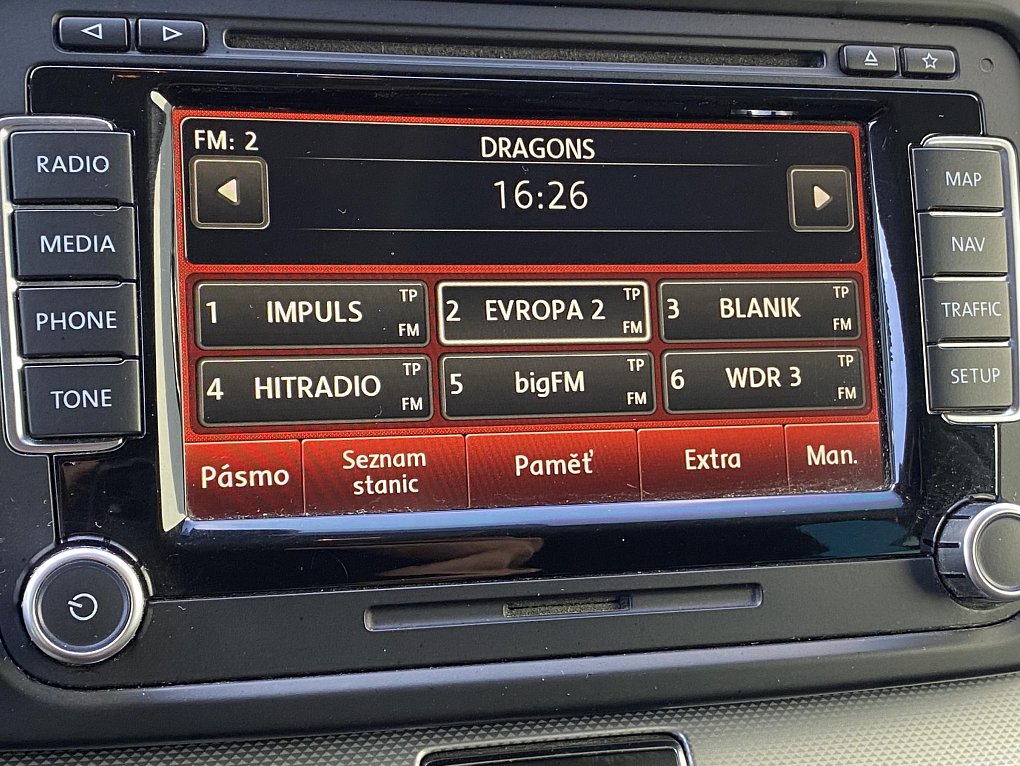 RADIO
MEDIA
PHONE
TONE
FM: 2
DRAGONS
16:26
1 IMPULS TP FM
2 EVROPA 2 TP FM
3 BLANIK TP FM
4 HITRADIO TP FM
5 bigFM TP FM
6 WDR 3 TP FM
Pásmo
Seznam
stanic
Paměť
Extra
Man.
MAP
NAV
TRAFFIC
SETUP